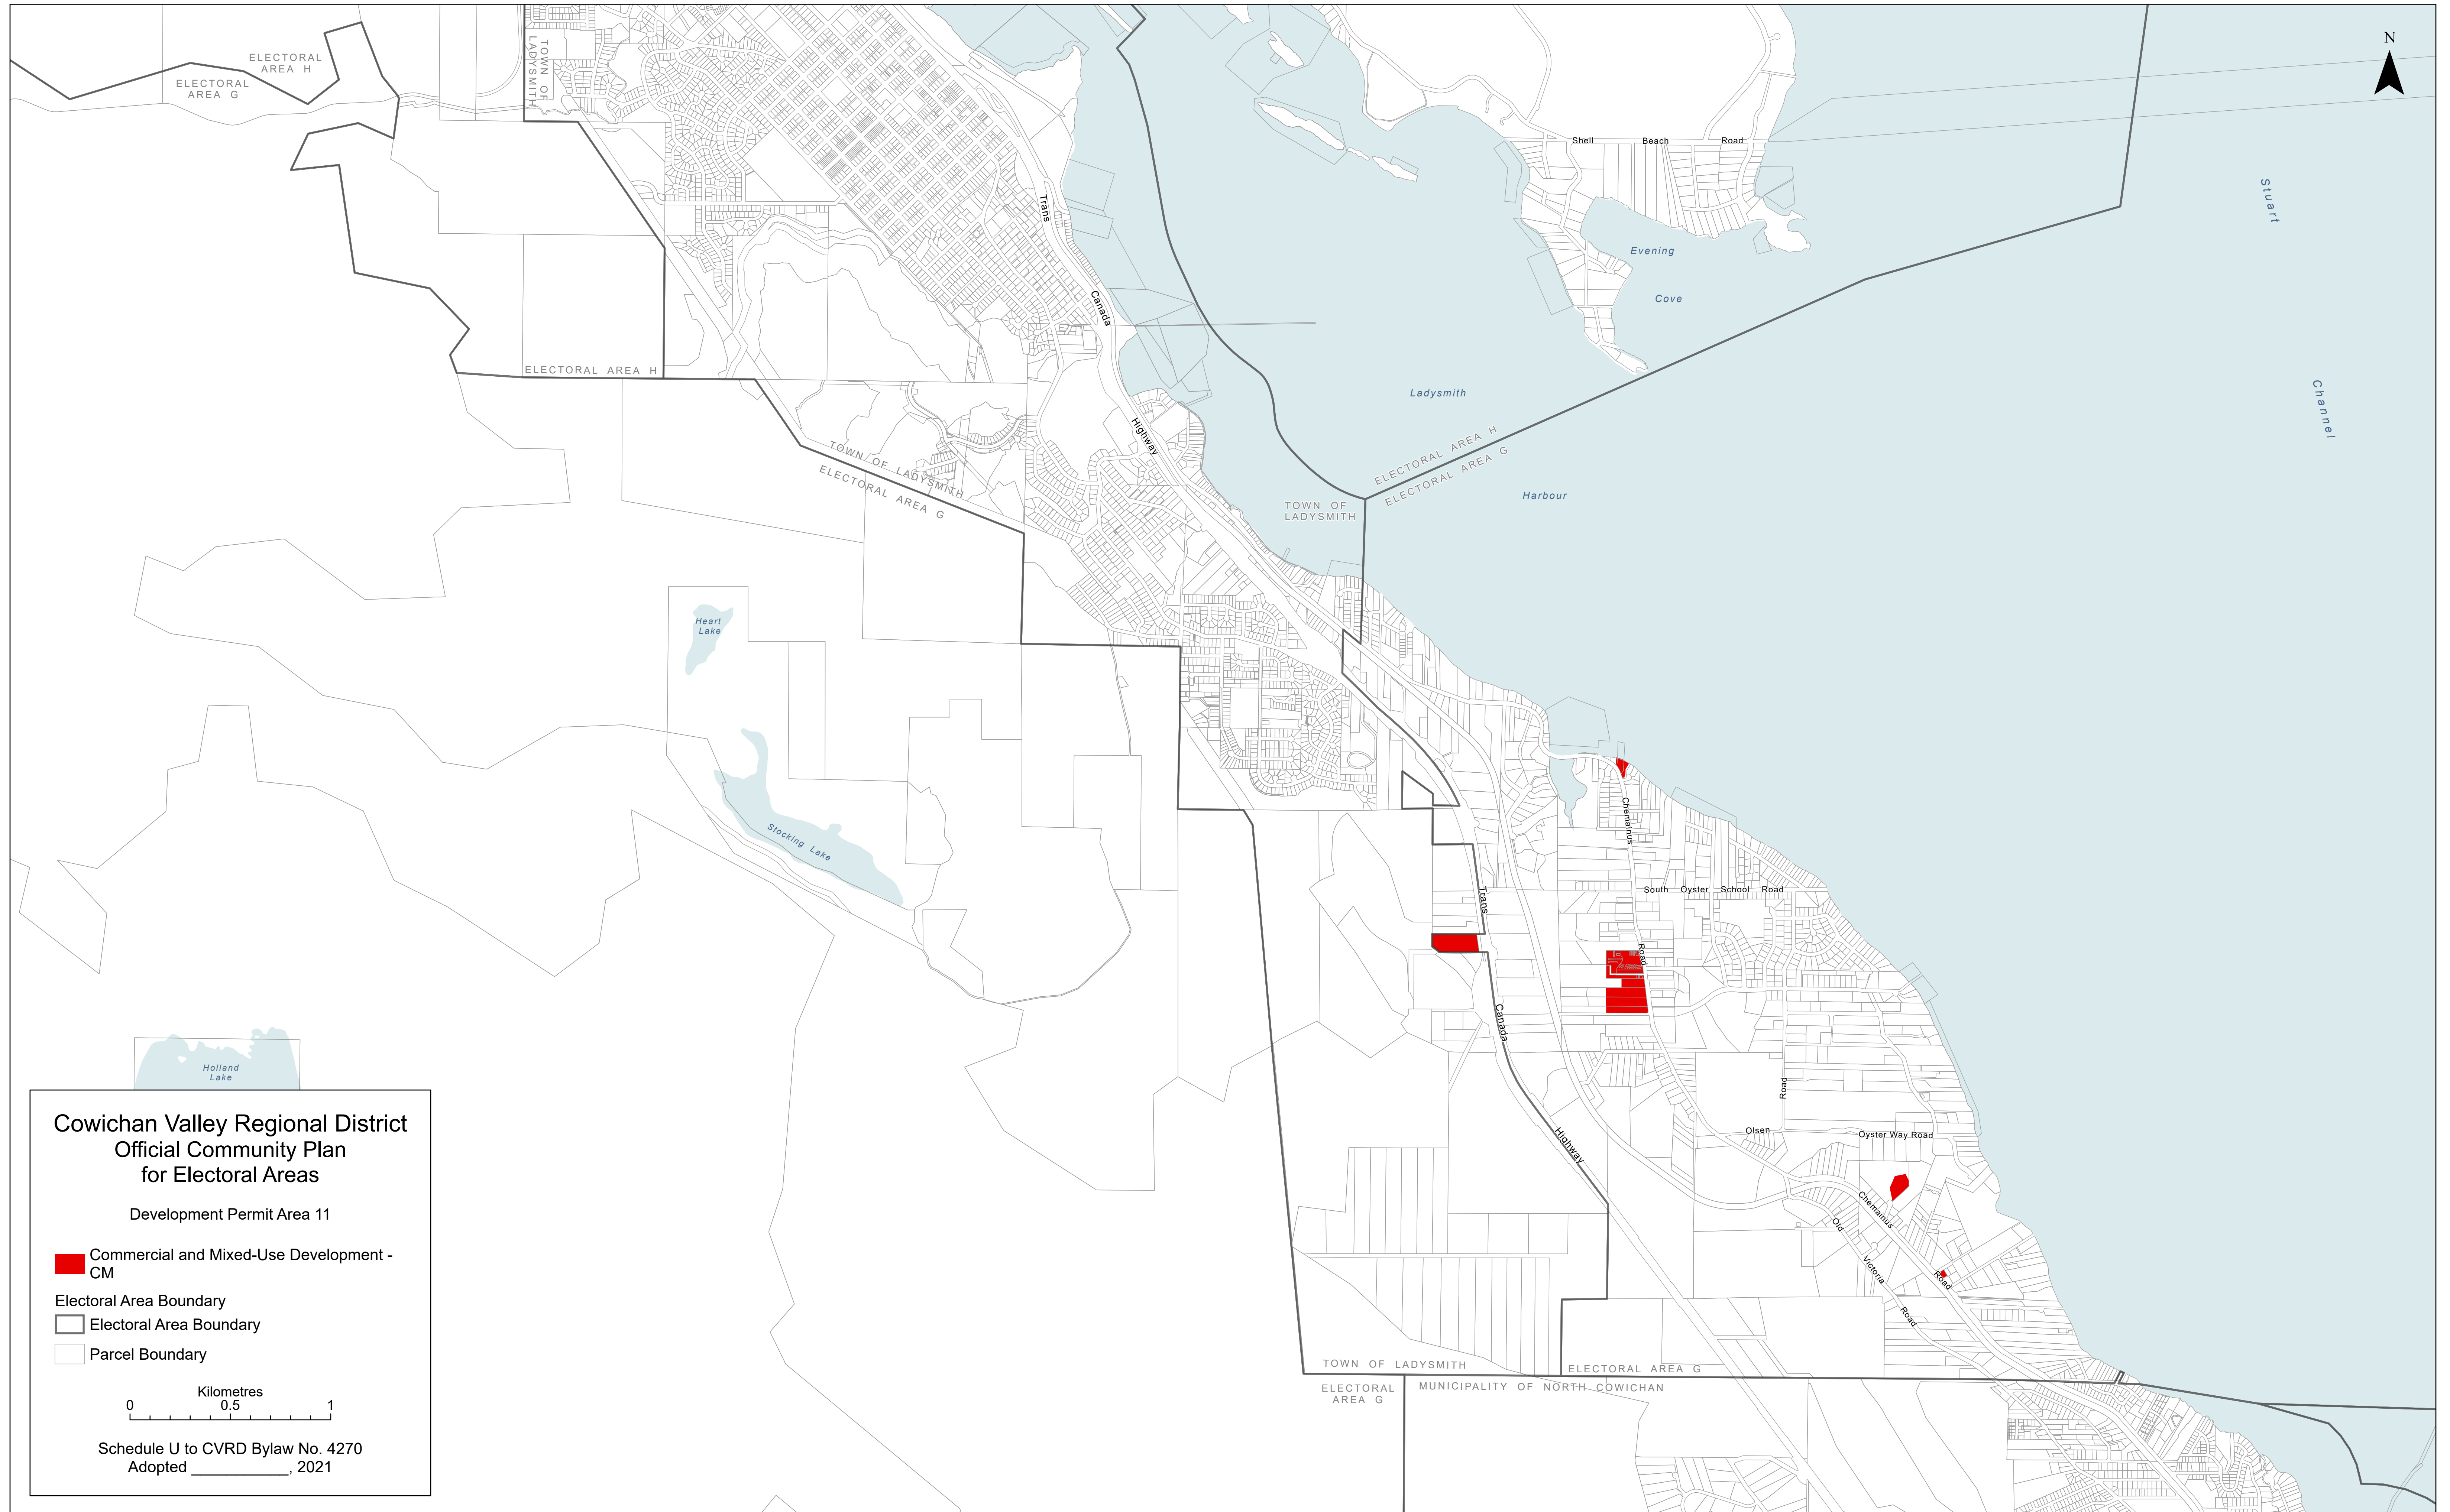 ELECTORAL
AREA H
ELECTORAL
AREA G
TOWN OF
LADYSMITH
N
Shell Beach Road
Stuart
Channel
Trans
Canada
Highway
Evening
Cove
ELECTORAL AREA H
Ladysmith
Harbour
TOWN OF LADYSMITH
ELECTORAL AREA G
ELECTORAL AREA H
ELECTORAL AREA G
TOWN OF
LADYSMITH
Heart
Lake
Stocking Lake
Chemainus
Road
South Oyster School Road
Trans
Canada
Highway
Holland
Lake
Road
Olsen
Oyster Way Road
Chemainus
Road
Old
Victoria
Road
TOWN OF LADYSMITH
ELECTORAL AREA G
ELECTORAL
AREA G
MUNICIPALITY OF NORTH COWICHAN
Cowichan Valley Regional District
Official Community Plan
for Electoral Areas
Development Permit Area 11
Commercial and Mixed-Use Development -
CM
Electoral Area Boundary
Electoral Area Boundary
Parcel Boundary
Kilometres
0 0.5 1
Schedule U to CVRD Bylaw No. 4270
Adopted ___________, 2021